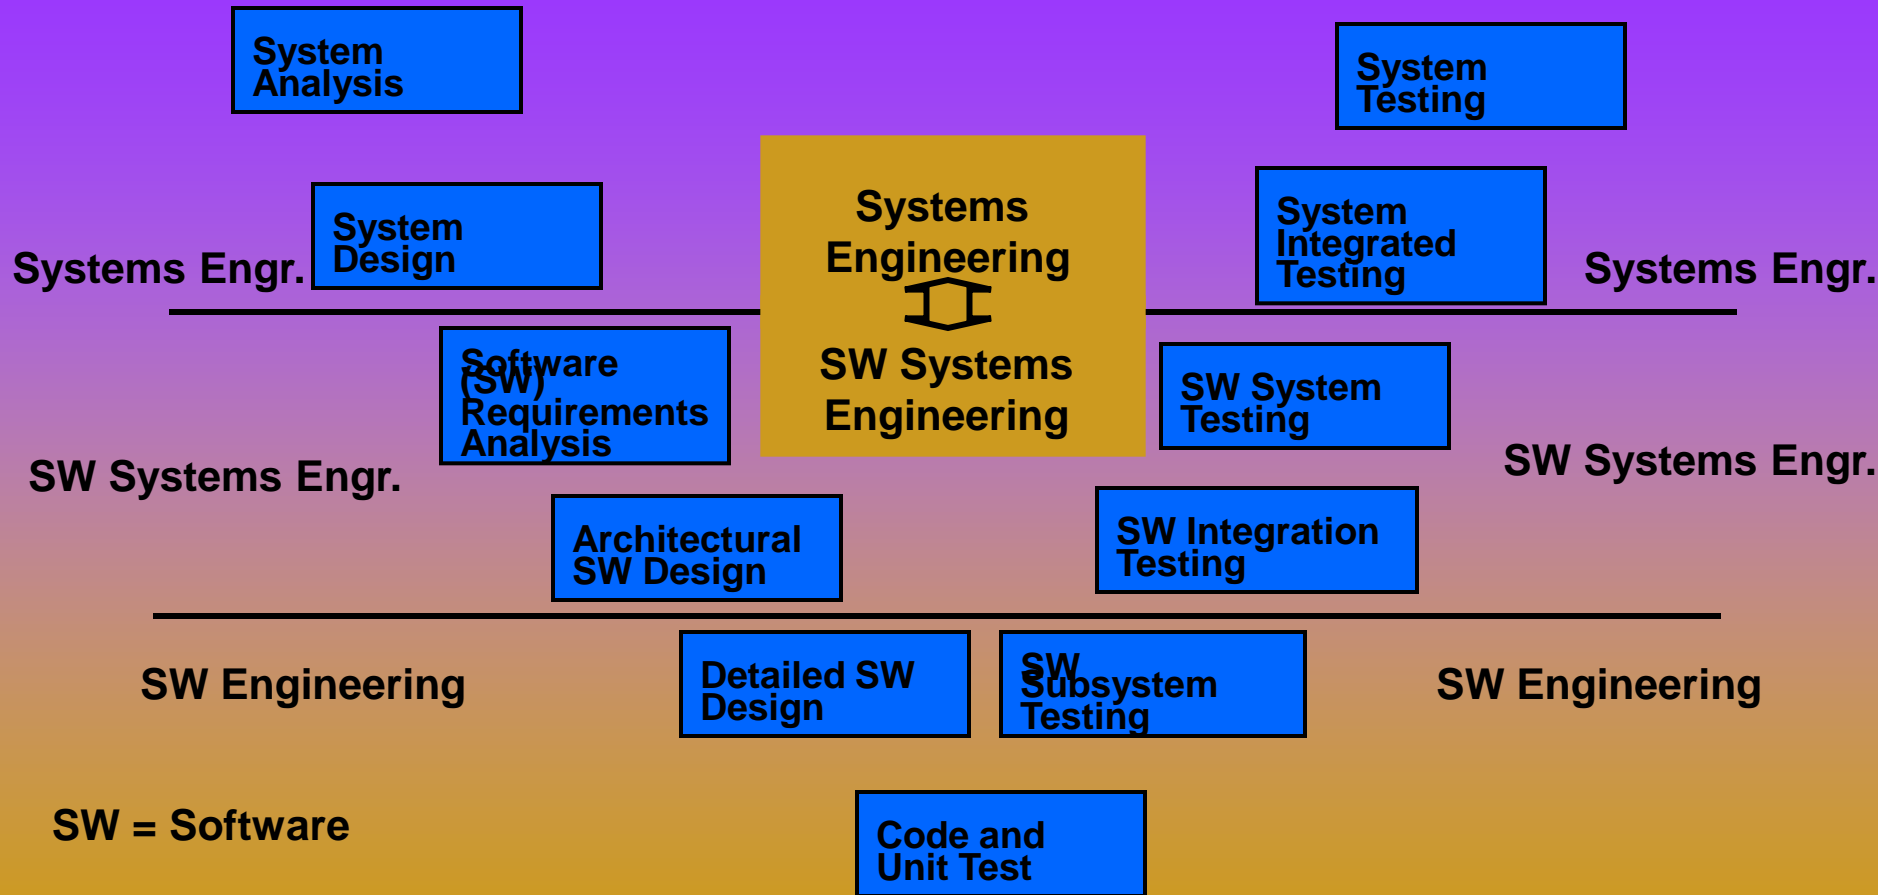 System
Analysis
System
Testing
System
Design
Systems
Engineering
System
Integrated
Testing
Systems Engr.
Systems Engr.
Software
(SW)
Requirements
Analysis
SW Systems
Engineering
SW System
Testing
SW Systems Engr.
SW Systems Engr.
Architectural
SW Design
SW Integration
Testing
SW Engineering
Detailed SW
Design
SW
Subsystem
Testing
SW Engineering
SW = Software
Code and
Unit Test